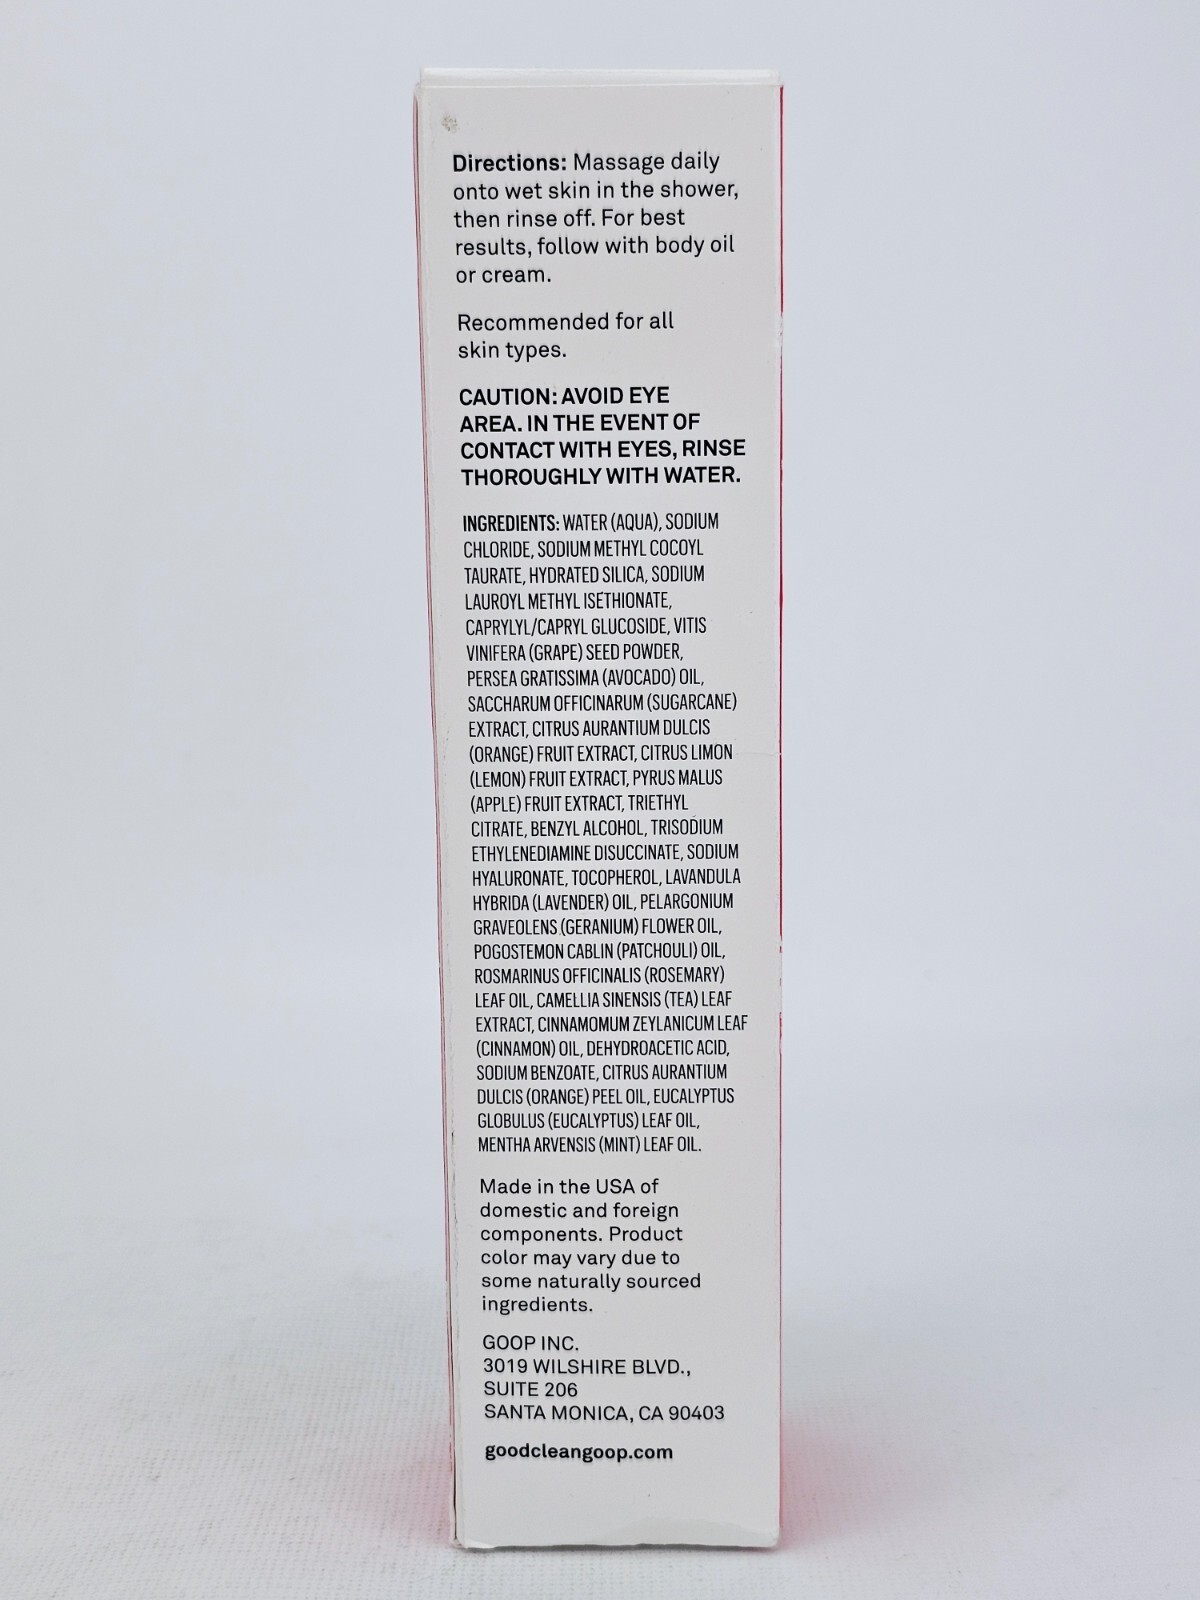 Directions: Massage daily
onto wet skin in the shower,
then rinse off. For best
results, follow with body oil
or cream.
Recommended for all
skin types.
CAUTION: AVOID EYE
AREA. IN THE EVENT OF
CONTACT WITH EYES, RINSE
THOROUGHLY WITH WATER.
INGREDIENTS: WATER (AQUA), SODIUM
CHLORIDE, SODIUM METHYL COCOYL
TAURATE, HYDRATED SILICA, SODIUM
LAUROYL METHYL ISETHIONATE,
CAPRYLYL/CAPRYL GLUCOSIDE, VITIS
VINIFERA (GRAPE) SEED POWDER,
PERSEA GRATISSIMA (AVOCADO) OIL,
SACCHARUM OFFICINARUM (SUGARCANE)
EXTRACT, CITRUS AURANTIUM DULCIS
(ORANGE) FRUIT EXTRACT, CITRUS LIMON
(LEMON) FRUIT EXTRACT, PYRUS MALUS
(APPLE) FRUIT EXTRACT, TRIETHYL
CITRATE, BENZYL ALCOHOL, TRISODIUM
ETHYLENEDIAMINE DISUCCINATE, SODIUM
HYALURONATE, TOCOPHEROL, LAVANDULA
HYBRIDA (LAVENDER) OIL, PELARGONIUM
GRAVEOLENS (GERANIUM) FLOWER OIL,
POGOSTEMON CABLIN (PATCHOULI) OIL,
ROSMARINUS OFFICINALIS (ROSEMARY)
LEAF OIL, CAMELLIA SINENSIS (TEA) LEAF
EXTRACT, CINNAMOMUM ZEYLANICUM LEAF
(CINNAMON) OIL, DEHYDROACETIC ACID,
SODIUM BENZOATE, CITRUS AURANTIUM
DULCIS (ORANGE) PEEL OIL, EUCALYPTUS
GLOBULUS (EUCALYPTUS) LEAF OIL,
MENTHA ARVENSIS (MINT) LEAF OIL.
Made in the USA of
domestic and foreign
components. Product
color may vary due to
some naturally sourced
ingredients.
GOOP INC.
3019 WILSHIRE BLVD.,
SUITE 206
SANTA MONICA, CA 90403
goodcleangoop.com